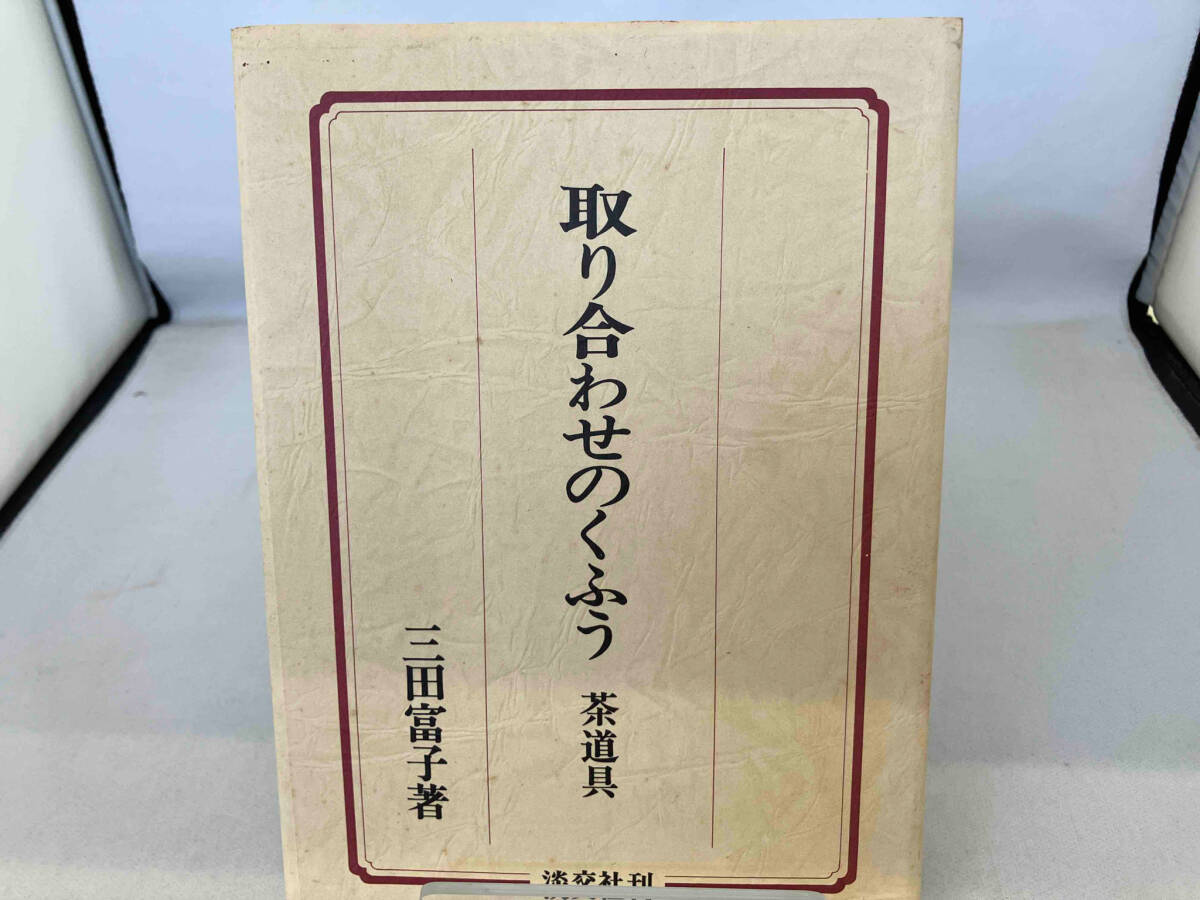 取り合わせのくふう 茶道具
三田富子著
淡交社刊